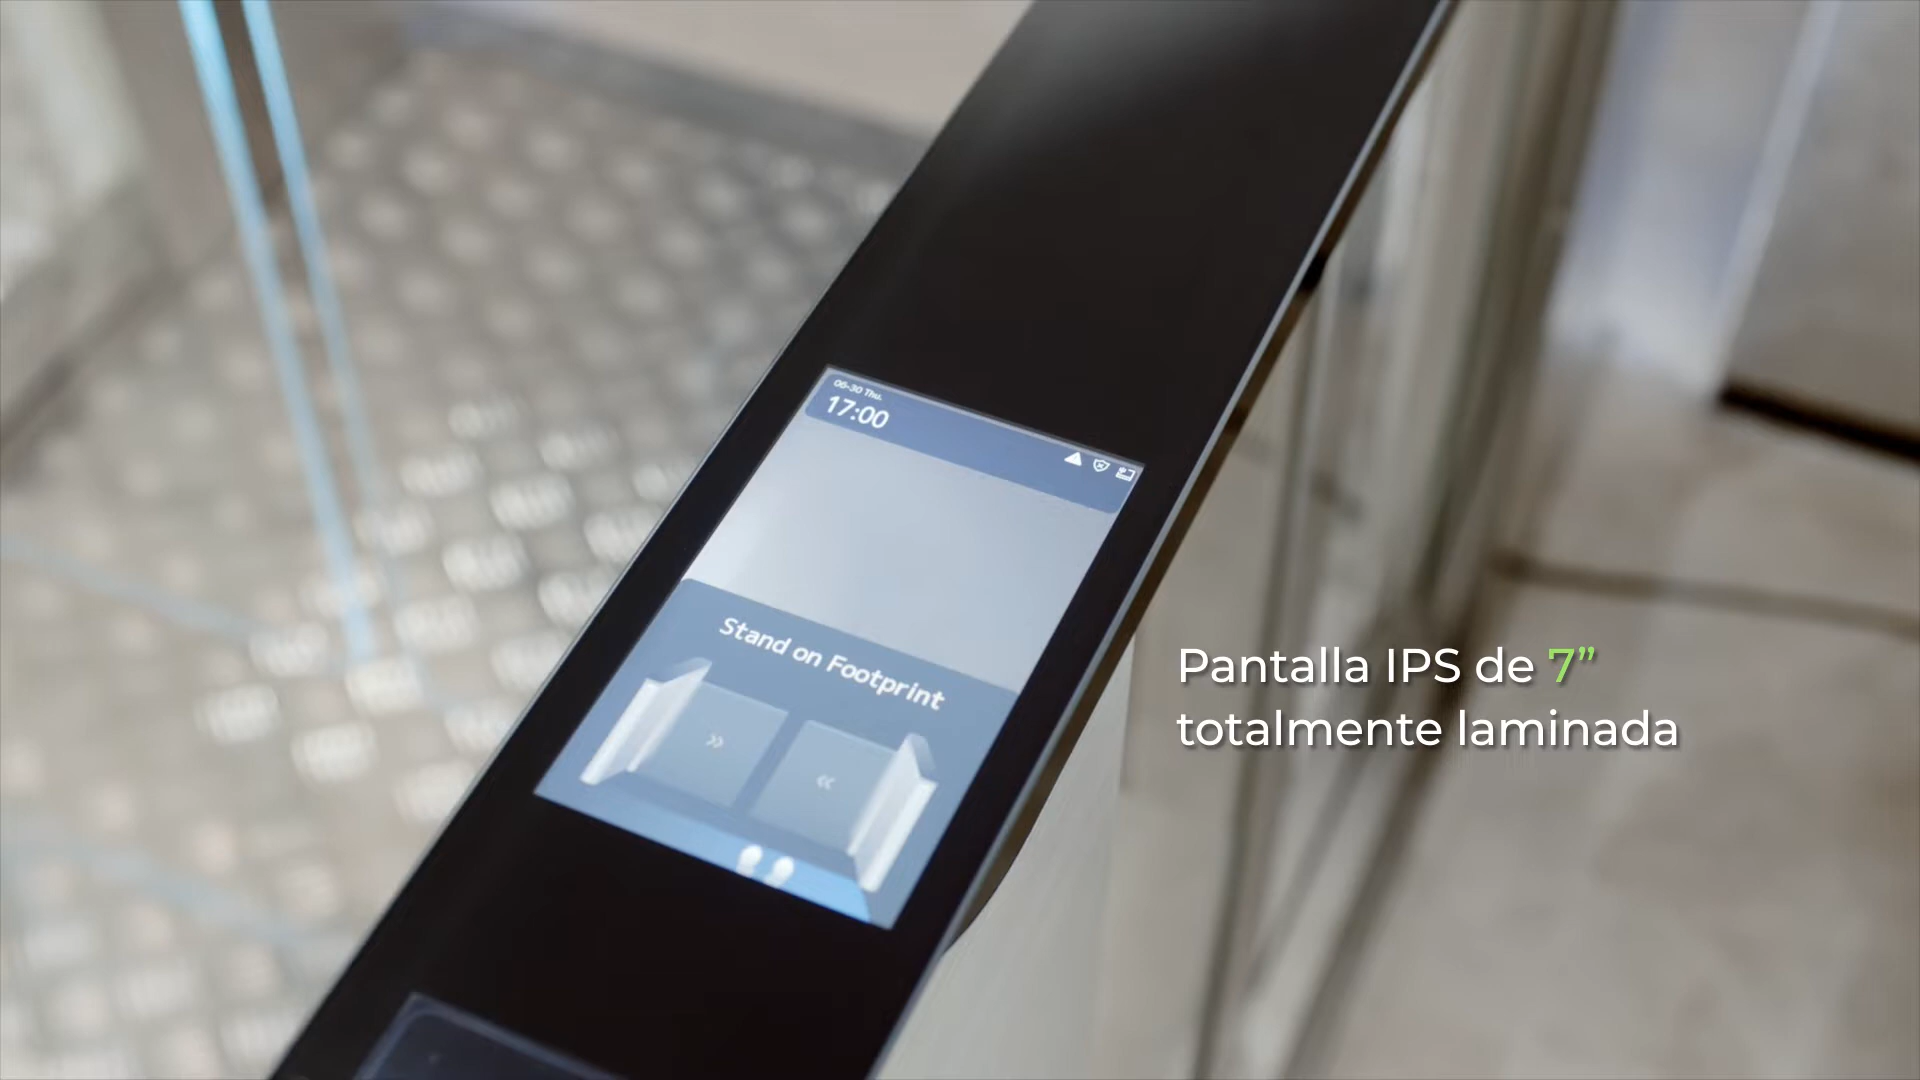 06-30 Thu.
17:00
Stand on Footprint
Pantalla IPS de 7”
totalmente laminada